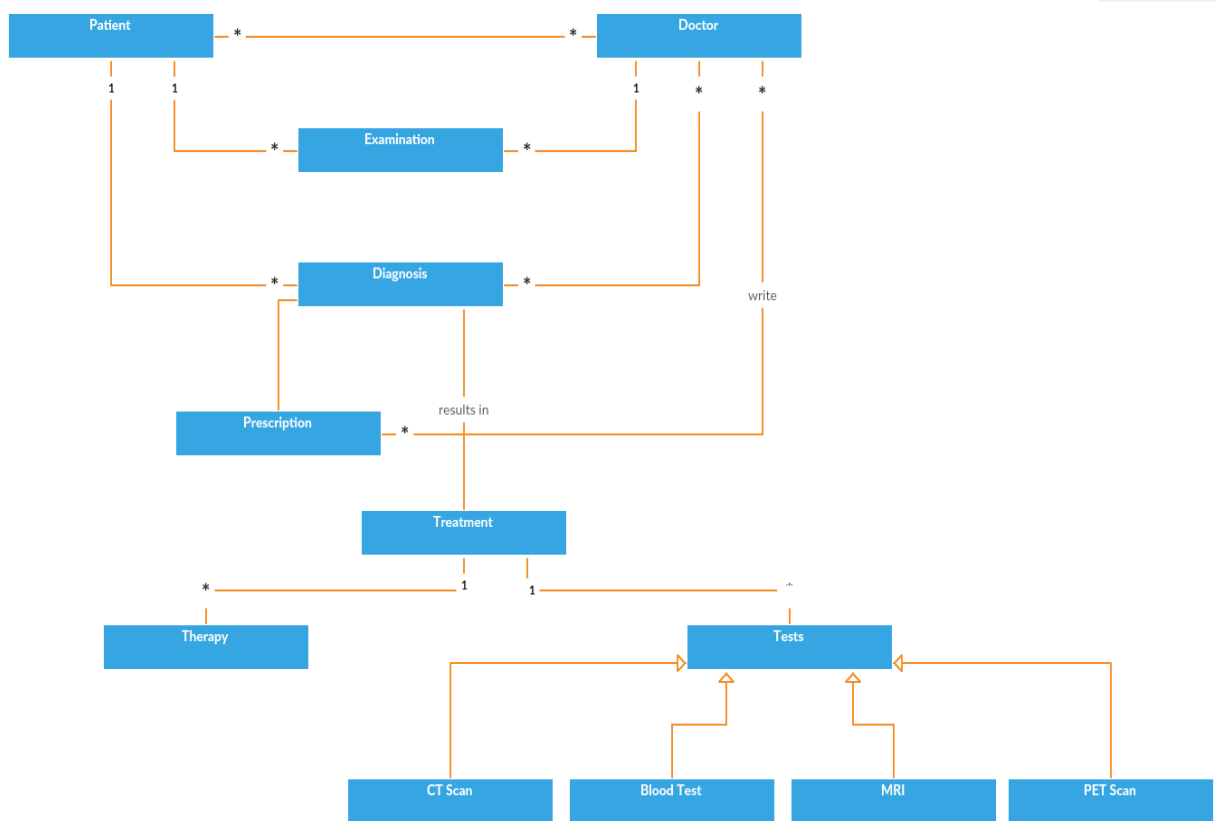 Patient
* *
Doctor
1 1 1 * *
Examination
* *
Diagnosis
* *
write
results in
Prescription
*
Treatment
* 1 1 *
Therapy
Tests
CT Scan
Blood Test
MRI
PET Scan